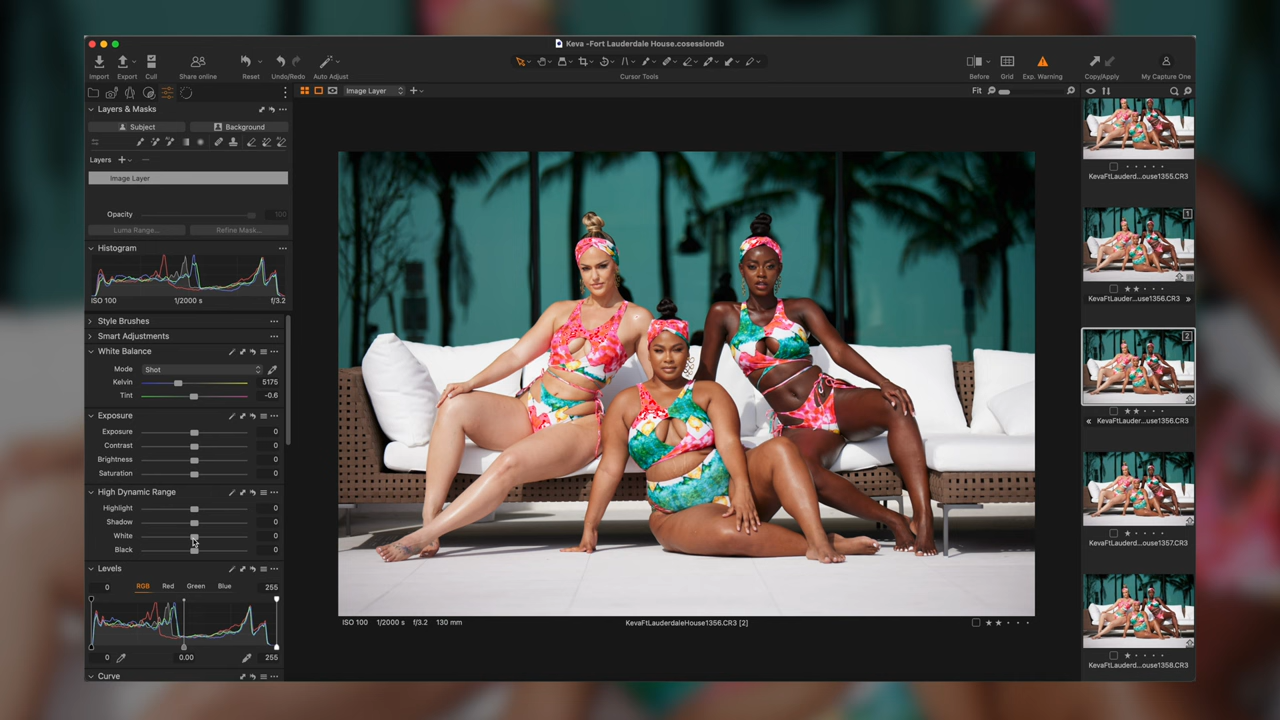 Keva -Fort Lauderdale House.cosessiondb
Import Export Cull Share online Reset Undo/Redo Auto Adjust Cursor Tools Before Grid Exp. Warning Copy/Apply My Capture One
Image Layer
Fit
Layers & Masks
Subject Background
Layers
Image Layer
Opacity 100
Luma Range... Refine Mask...
Histogram
ISO 100 1/2000 s f/3.2
Style Brushes
Smart Adjustments
White Balance
Mode Shot
Kelvin 5175
Tint -0.6
Exposure
Exposure 0
Contrast 0
Brightness 0
Saturation 0
High Dynamic Range
Highlight 0
Shadow 0
White 0
Black 0
Levels
0 RGB Red Green Blue 255
0 0.00 255
Curve
ISO 100 1/2000 s f/3.2 130 mm KevaFtLauderdaleHouse1356.CR3 [2]
KevaFtLauderd...ouse1355.CR3
1
KevaFtLauder...use1356.CR3 »
2
« KevaFtLauder...use1356.CR3
KevaFtLauderd...ouse1357.CR3
KevaFtLauderd...ouse1358.CR3